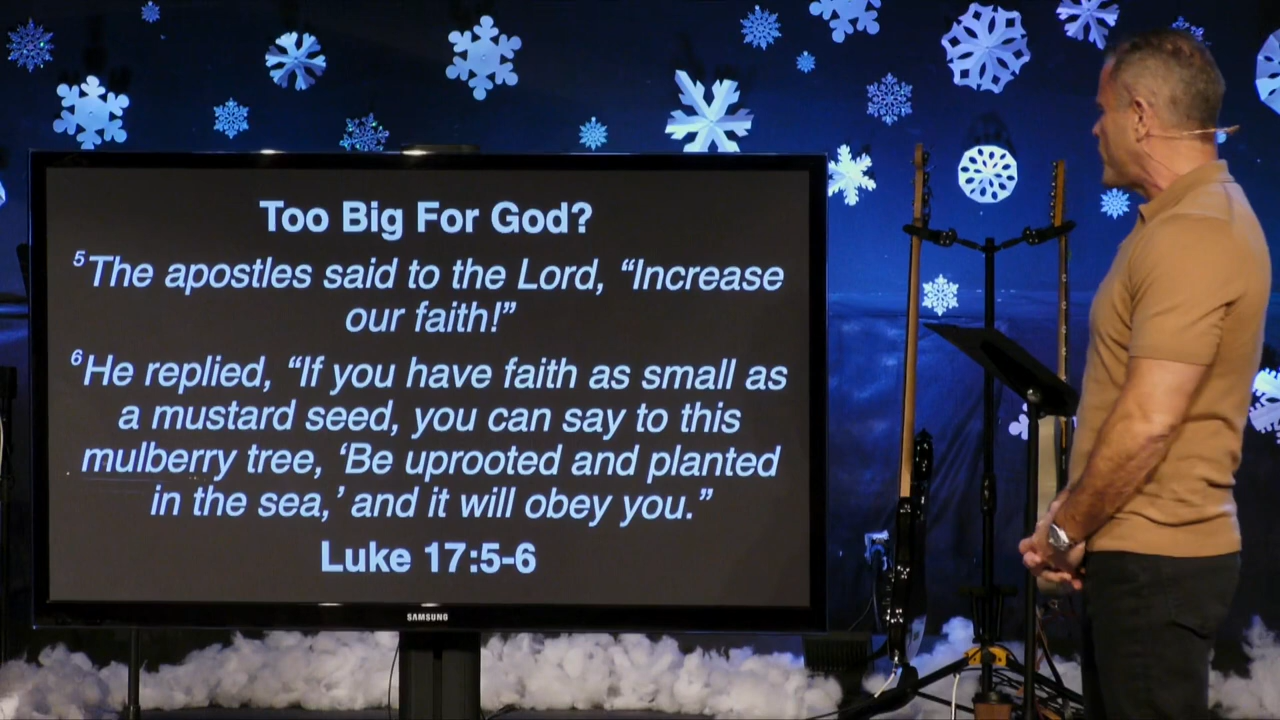 Too Big For God?
5The apostles said to the Lord, “Increase
our faith!”
6He replied, “If you have faith as small as
a mustard seed, you can say to this
mulberry tree, ‘Be uprooted and planted
in the sea,’ and it will obey you.”
Luke 17:5-6
SAMSUNG